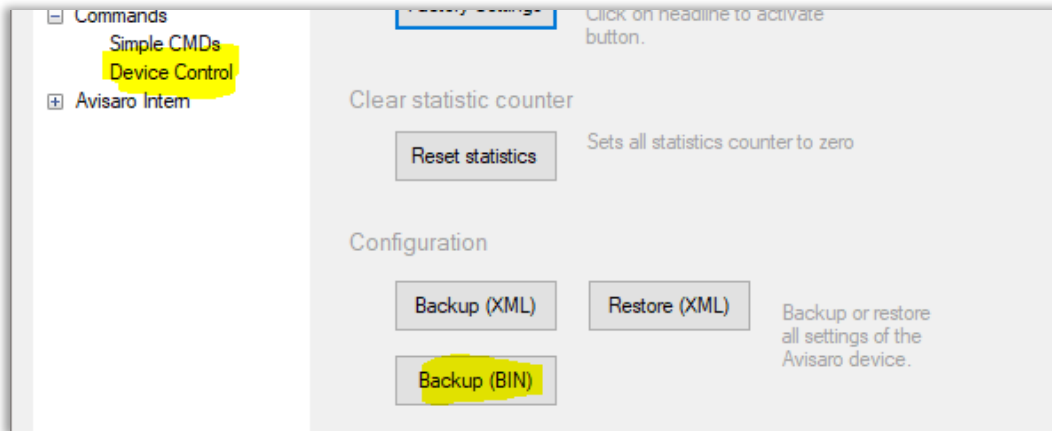 Commands
Simple CMDs
Device Control
Avisaro Intern
Factory Settings
Click on headline to activate
button.
Clear statistic counter
Reset statistics
Sets all statistics counter to zero
Configuration
Backup (XML)
Restore (XML)
Backup or restore
all settings of the
Avisaro device.
Backup (BIN)